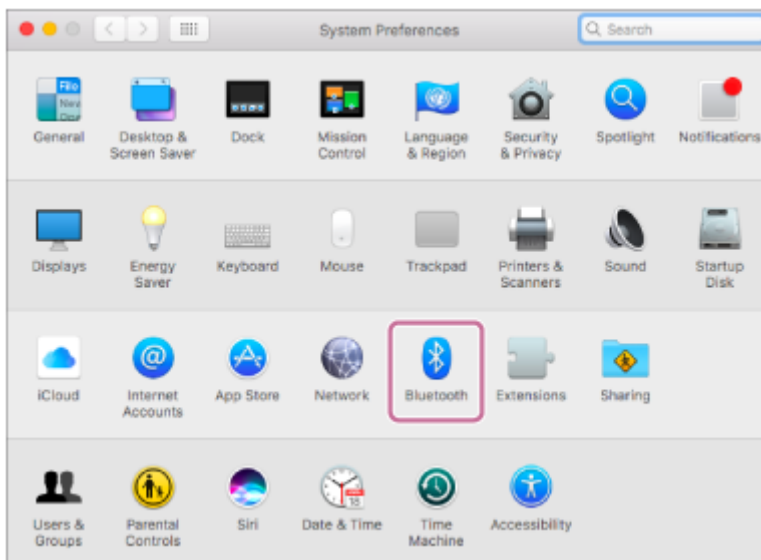 System Preferences
Search
File
New
General
Desktop &
Screen Saver
Dock
Mission
Control
Language
& Region
Security
& Privacy
Spotlight
Notifications
Displays
Energy
Saver
Keyboard
Mouse
Trackpad
Printers &
Scanners
Sound
Startup
Disk
iCloud
Internet
Accounts
App Store
Network
Bluetooth
Extensions
Sharing
Users &
Groups
Parental
Controls
Siri
Date & Time
Time
Machine
Accessibility